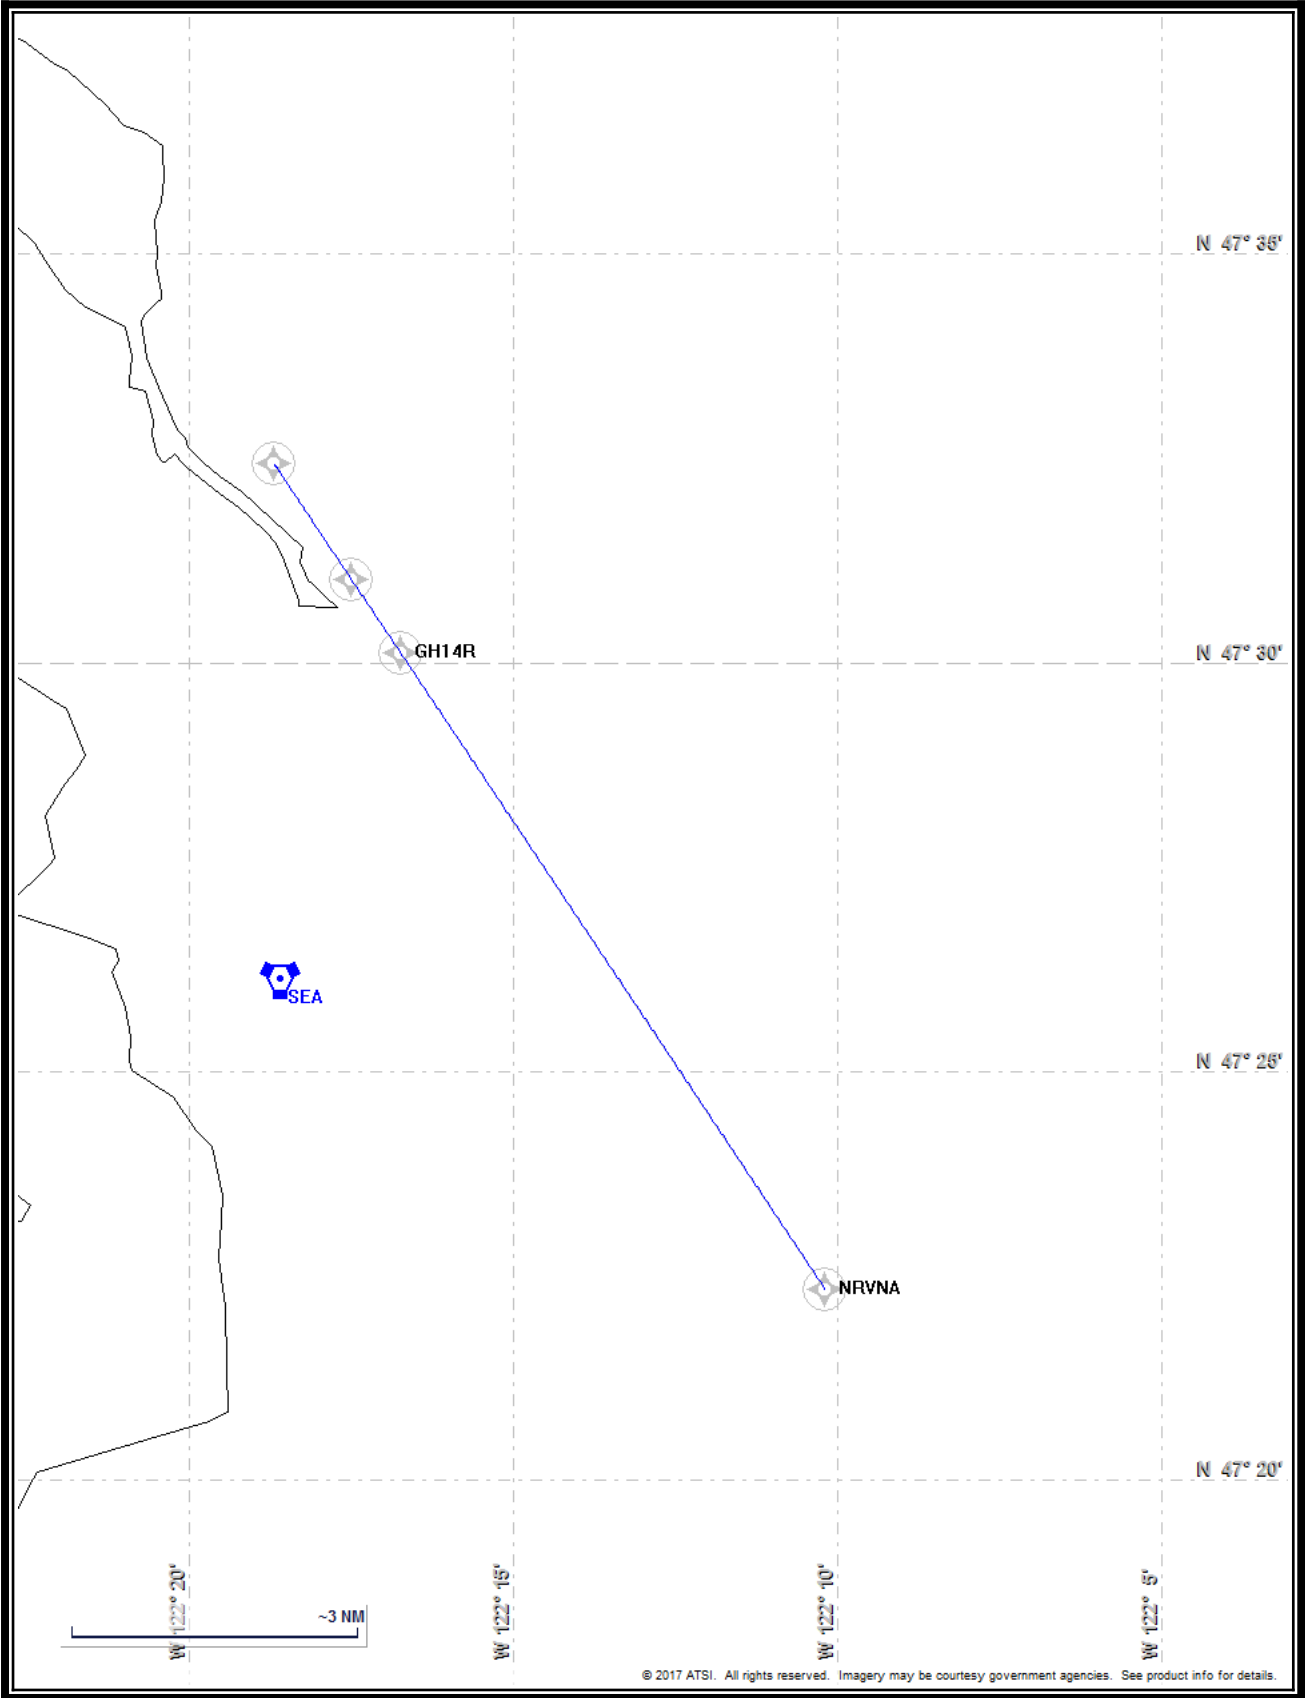 N 47° 35'
GH14R
N 47° 30'
SEA
N 47° 25'
NRVNA
N 47° 20'
W 122° 20'
W 122° 15'
W 122° 10'
W 122° 5'
~3 NM
© 2017 ATSI. All rights reserved. Imagery may be courtesy government agencies. See product info for details.